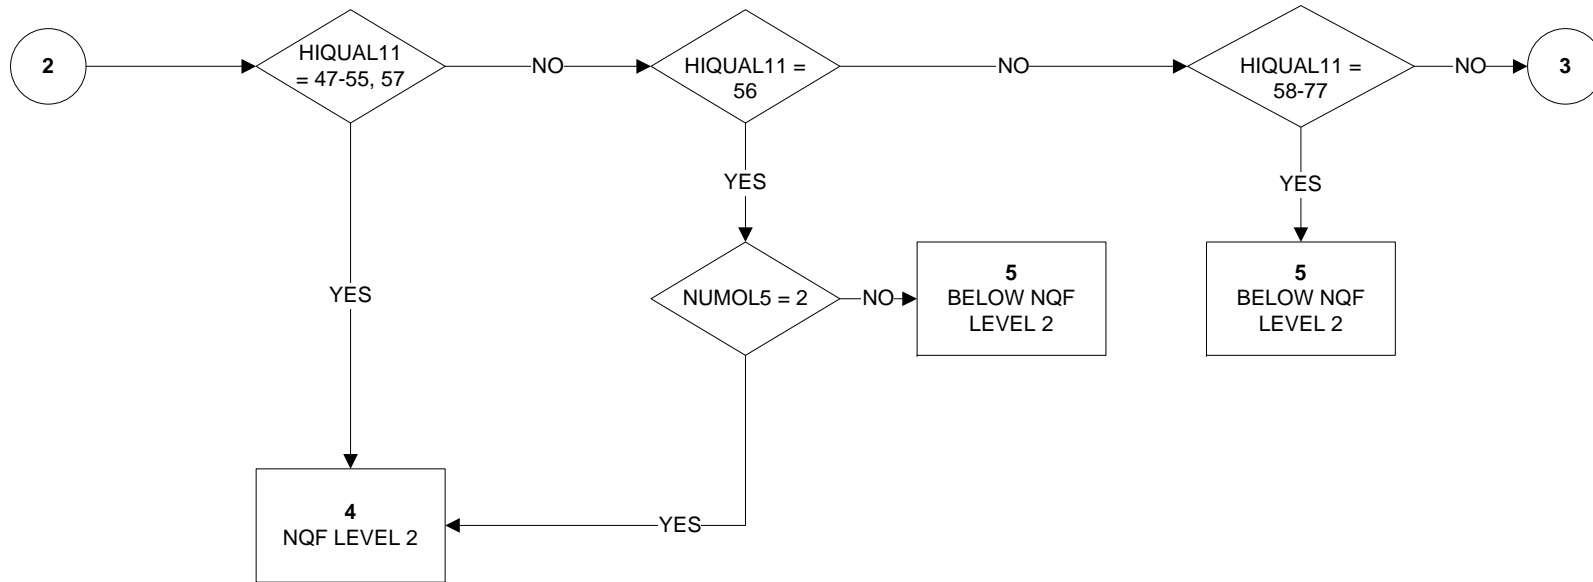 2
HIQUAL11
= 47-55, 57
NO
HIQUAL11 =
56
NO
HIQUAL11 =
58-77
NO
3
YES
YES
YES
NUMOL5 = 2
NO
5
BELOW NQF
LEVEL 2
5
BELOW NQF
LEVEL 2
4
NQF LEVEL 2
YES